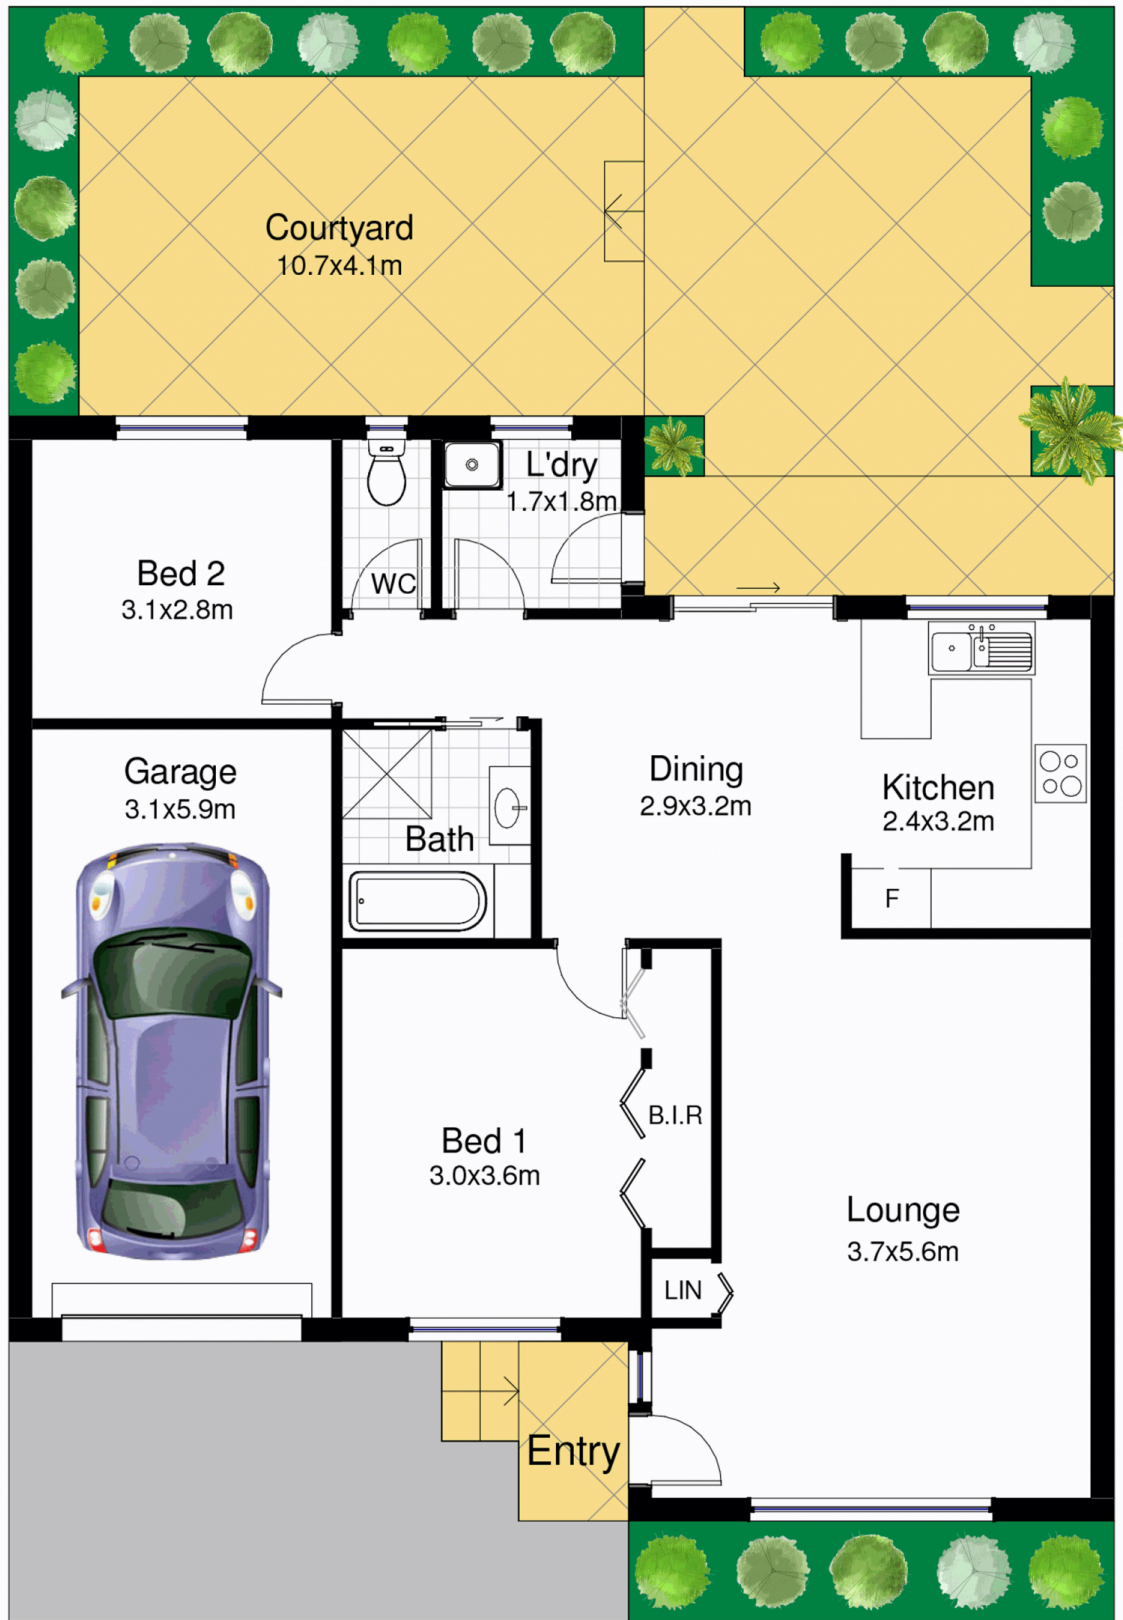 Courtyard
10.7x4.1m
L'dry
1.7x1.8m
WC
Bed 2
3.1x2.8m
Garage
3.1x5.9m
Bath
Dining
2.9x3.2m
Kitchen
2.4x3.2m
F
Bed 1
3.0x3.6m
B.I.R
Lounge
3.7x5.6m
LIN
Entry